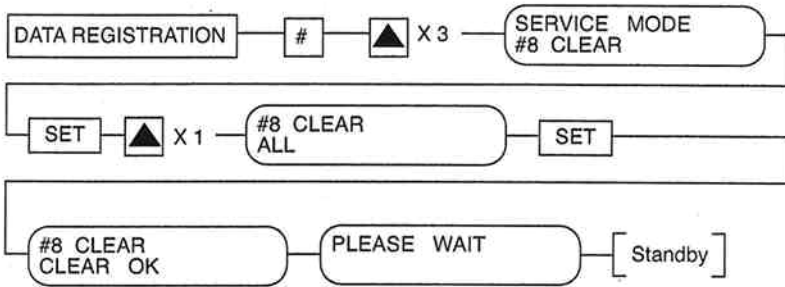 DATA REGISTRATION # ▲ X 3 SERVICE MODE
#8 CLEAR
SET ▲ X 1 #8 CLEAR
ALL
SET
#8 CLEAR
CLEAR OK
PLEASE WAIT
[Standby]